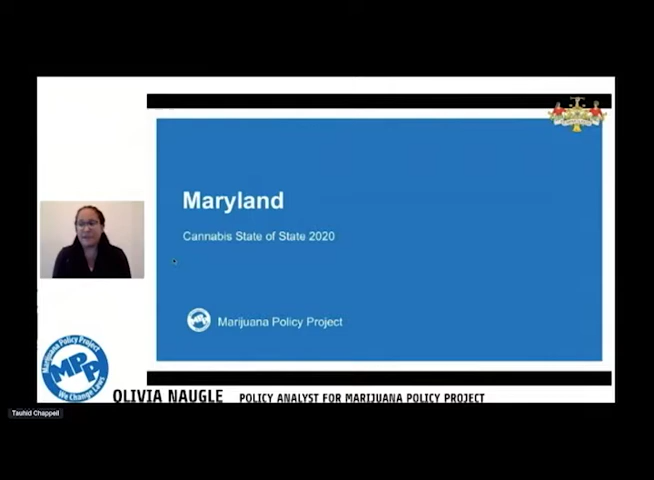 Maryland
Cannabis State of State 2020
MPP
Marijuana Policy Project
Marijuana Policy Project
MPP
We Change Laws
OLIVIA NAUGLE POLICY ANALYST FOR MARIJUANA POLICY PROJECT
Tauhid Chappell